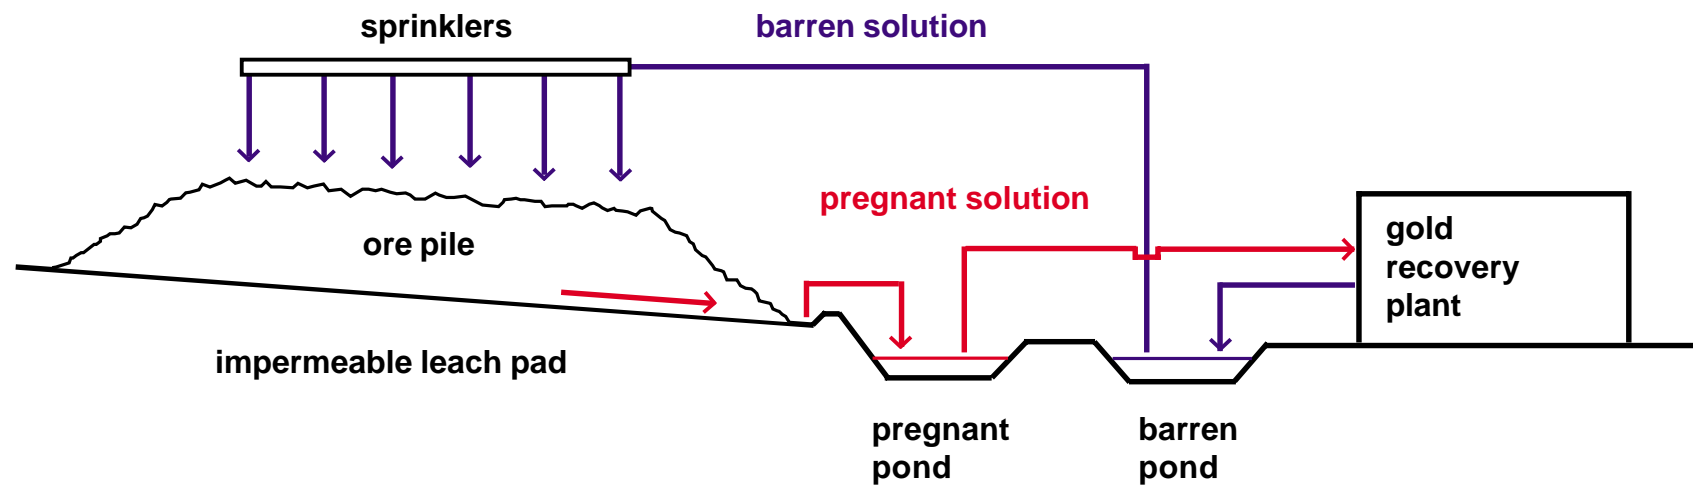 sprinklers
barren solution
pregnant solution
ore pile
gold
recovery
plant
impermeable leach pad
pregnant
pond
barren
pond